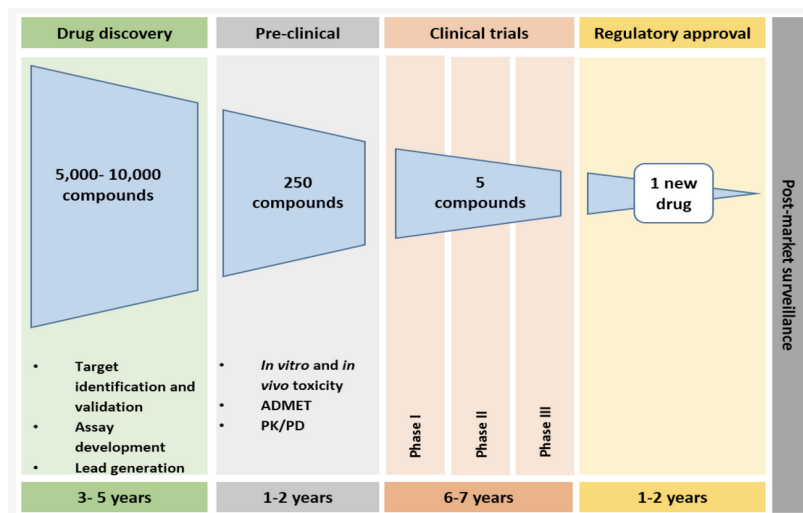 Drug discovery
Pre-clinical
Clinical trials
Regulatory approval
5,000- 10,000
compounds
250
compounds
5
compounds
1 new
drug
Post-market surveillance
• Target
identification and
validation
• Assay
development
• Lead generation
• In vitro and in
vivo toxicity
• ADMET
• PK/PD
Phase I
Phase II
Phase III
3- 5 years
1-2 years
6-7 years
1-2 years